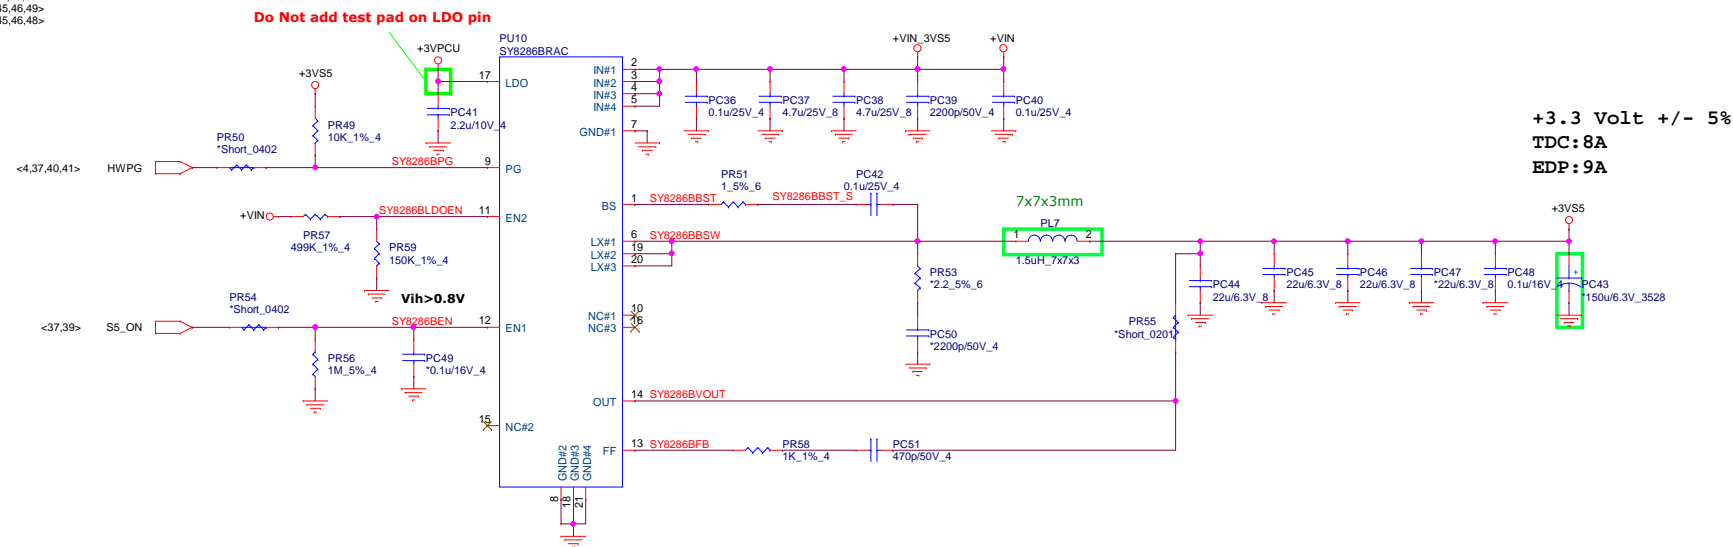 45,46,49>
45,46,48>
Do Not add test pad on LDO pin
+3VPCU
PU10
SY8286BRAC
+VIN_3VS5
+VIN
+3VS5
17
LDO
IN#1
IN#2
IN#3
IN#4
2
3
4
5
PC41
2.2u/10V_4
PC36
0.1u/25V_4
PC37
4.7u/25V_8
PC38
4.7u/25V_8
PC39
2200p/50V_4
PC40
0.1u/25V_4
+3.3 Volt +/- 5%
TDC:8A
EDP:9A
PR49
10K_1%_4
GND#1
7
PR50
*Short_0402
<4,37,40,41>
HWPG
SY8286BPG
9
PG
+VIN
PR57
499K_1%_4
SY8286BLDOEN
11
EN2
PR59
150K_1%_4
BS
1
SY8286BBST
PR51
1_5%_6
SY8286BBST_S
PC42
0.1u/25V_4
7x7x3mm
PL7
1
2
1.5uH_7x7x3
+3VS5
LX#1
LX#2
LX#3
6
19
20
SY8286BBSW
PR53
*2.2_5%_6
PC50
*2200p/50V_4
PC44
22u/6.3V_8
PC45
22u/6.3V_8
PC46
22u/6.3V_8
PC47
*22u/6.3V_8
PC48
0.1u/16V_4
+
PC43
*150u/6.3V_3528
PR54
*Short_0402
Vih>0.8V
<37,39>
S5_ON
SY8286BEN
12
EN1
PR56
1M_5%_4
PC49
*0.1u/16V_4
NC#1
NC#3
10
16
PR55
*Short_0201
OUT
14
SY8286BVOUT
15
NC#2
FF
13
SY8286BFB
PR58
1K_1%_4
PC51
470p/50V_4
GND#2
GND#3
GND#4
8
18
21